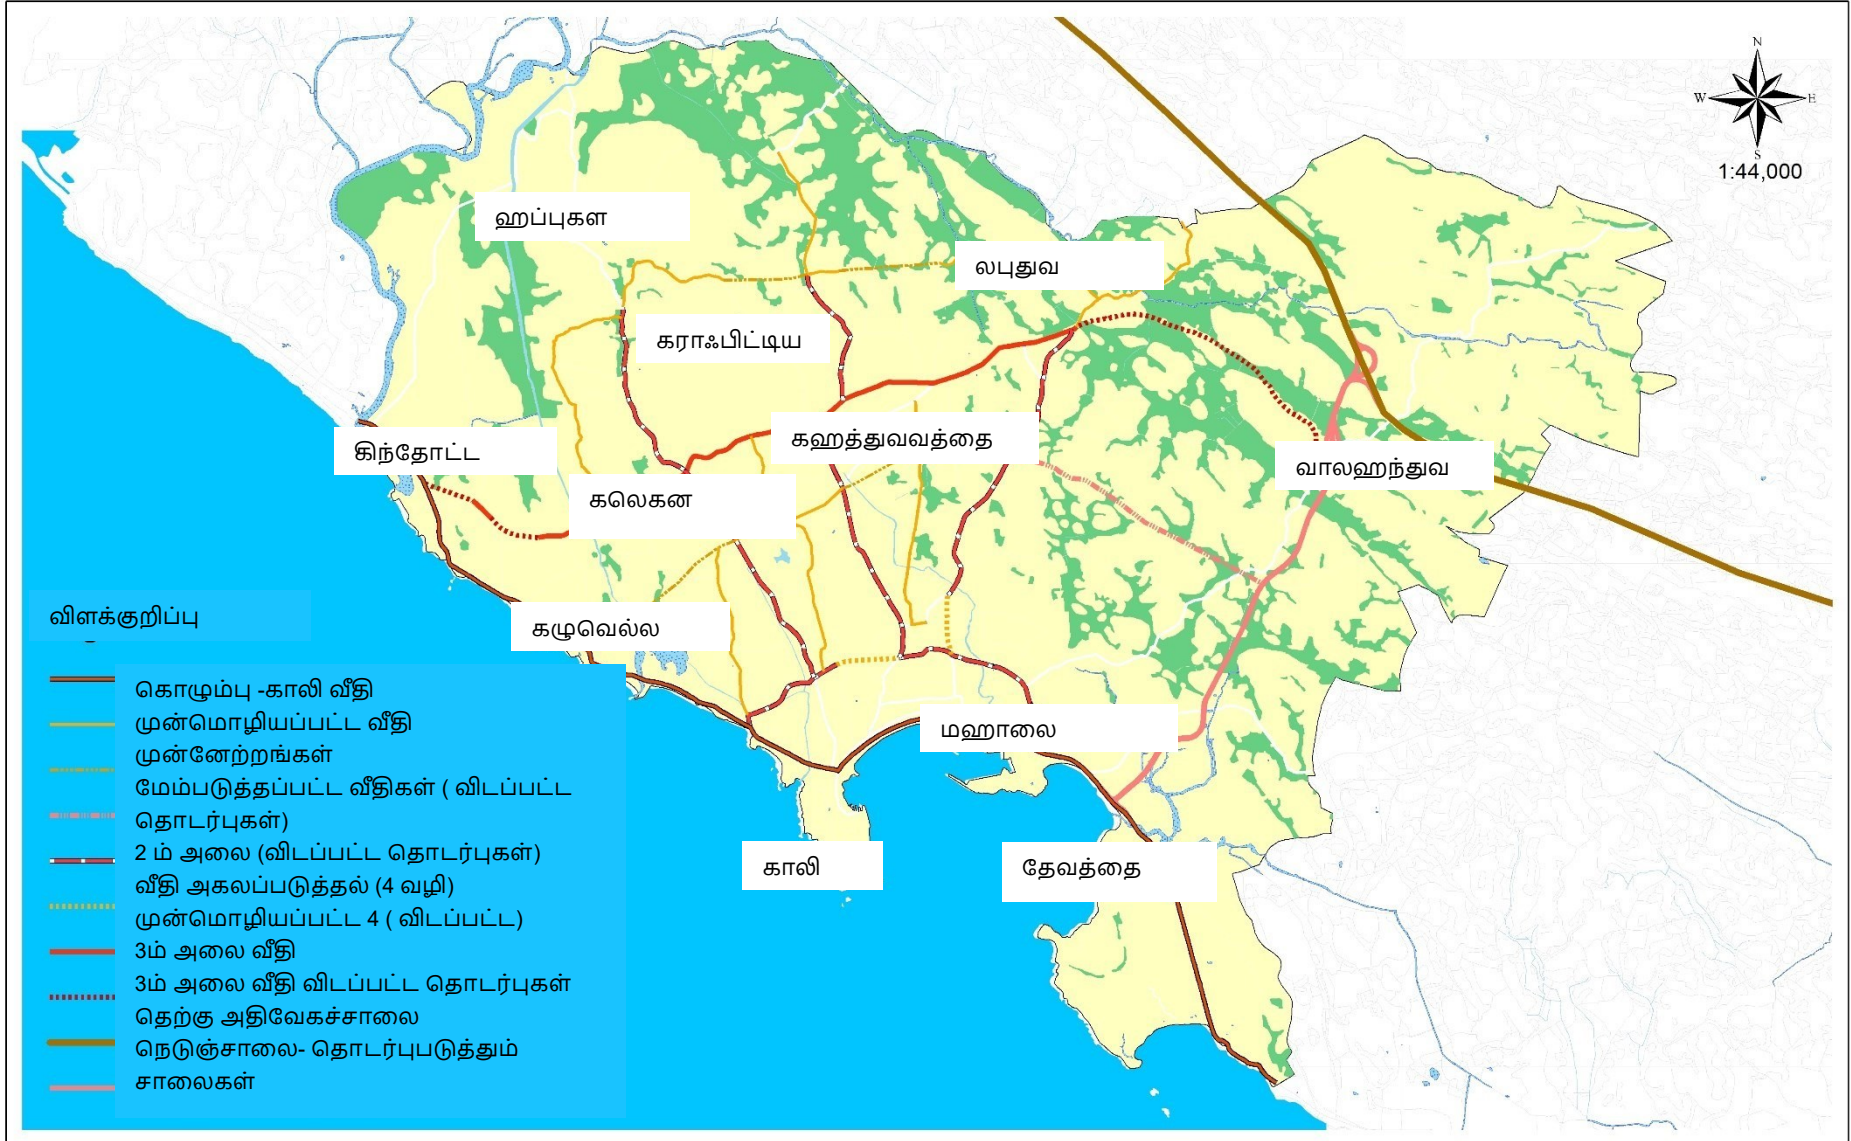 N
W
E
S
1:44,000
ஹப்புகள
லபுதுவ
கராஃபிட்டிய
கஹத்துவவத்தை
கிந்தோட்ட
வாலஹந்துவ
கலெகன
கழுவெல்ல
மஹாலை
காலி
தேவத்தை
விளக்குறிப்பு
கொழும்பு -காலி வீதி
முன்மொழியப்பட்ட வீதி
முன்னேற்றங்கள்
மேம்படுத்தப்பட்ட வீதிகள் ( விடப்பட்ட
தொடர்புகள்)
2 ம் அலை (விடப்பட்ட தொடர்புகள்)
வீதி அகலப்படுத்தல் (4 வழி)
முன்மொழியப்பட்ட 4 ( விடப்பட்ட)
3ம் அலை வீதி
3ம் அலை வீதி விடப்பட்ட தொடர்புகள்
தெற்கு அதிவேகச்சாலை
நெடுஞ்சாலை- தொடர்புபடுத்தும்
சாலைகள்